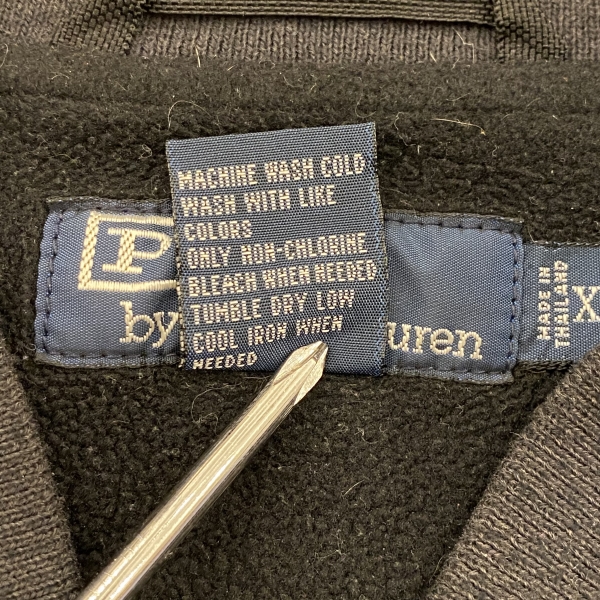 MACHINE WASH COLD
WASH WITH LIKE
COLORS
ONLY NON-CHLORINE
BLEACH WHEN NEEDED
TUMBLE DRY LOW
COOL IRON WHEN
NEEDED
P
by uren
MADE IN
THAILAND
X